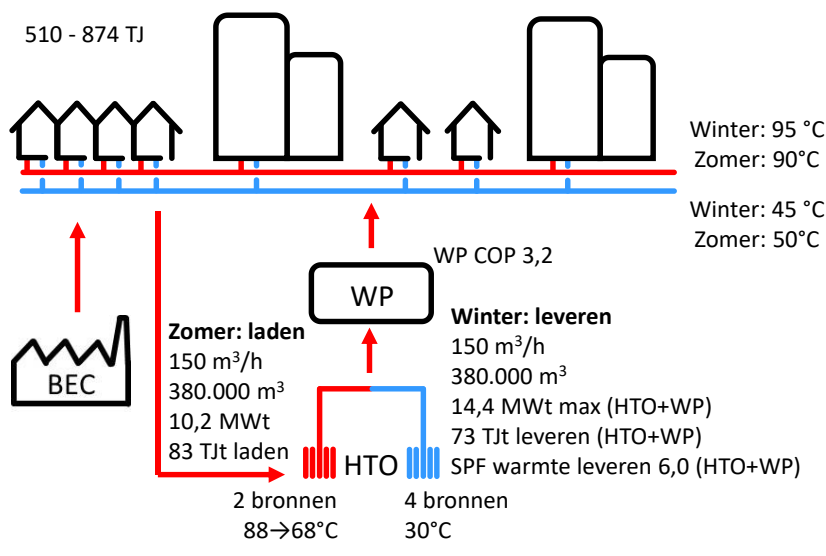 510 - 874 TJ
Winter: 95 °C
Zomer: 90°C
Winter: 45 °C
Zomer: 50°C
WP COP 3,2
WP
BEC
Zomer: laden
150 m³/h
380.000 m³
10,2 MWt
83 TJt laden
Winter: leveren
150 m³/h
380.000 m³
14,4 MWt max (HTO+WP)
73 TJt leveren (HTO+WP)
SPF warmte leveren 6,0 (HTO+WP)
HTO
2 bronnen
88→68°C
4 bronnen
30°C